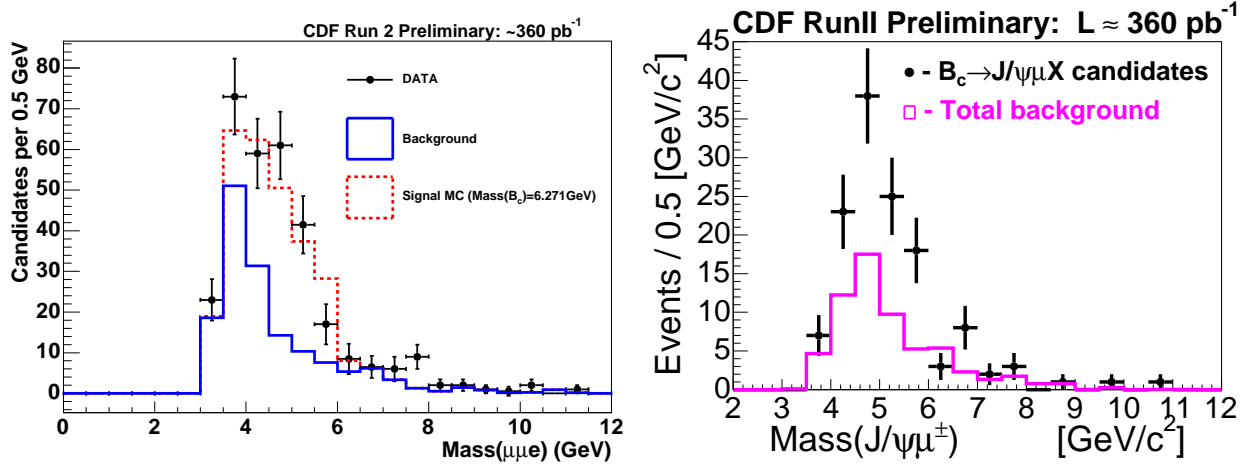 CDF Run 2 Preliminary: ~360 pb⁻¹
Candidates per 0.5 GeV
80
70
60
50
40
30
20
10
0
DATA
Background
Signal MC (Mass(B_c)=6.271GeV)
0 2 4 6 8 10 12
Mass(μμe) (GeV)
CDF RunII Preliminary: L ≈ 360 pb⁻¹
Events / 0.5 [GeV/c²]
45
40
35
30
25
20
15
10
5
0
- B_c→J/ψμX candidates
- Total background
2 3 4 5 6 7 8 9 10 11 12
Mass(J/ψμ±) [GeV/c²]